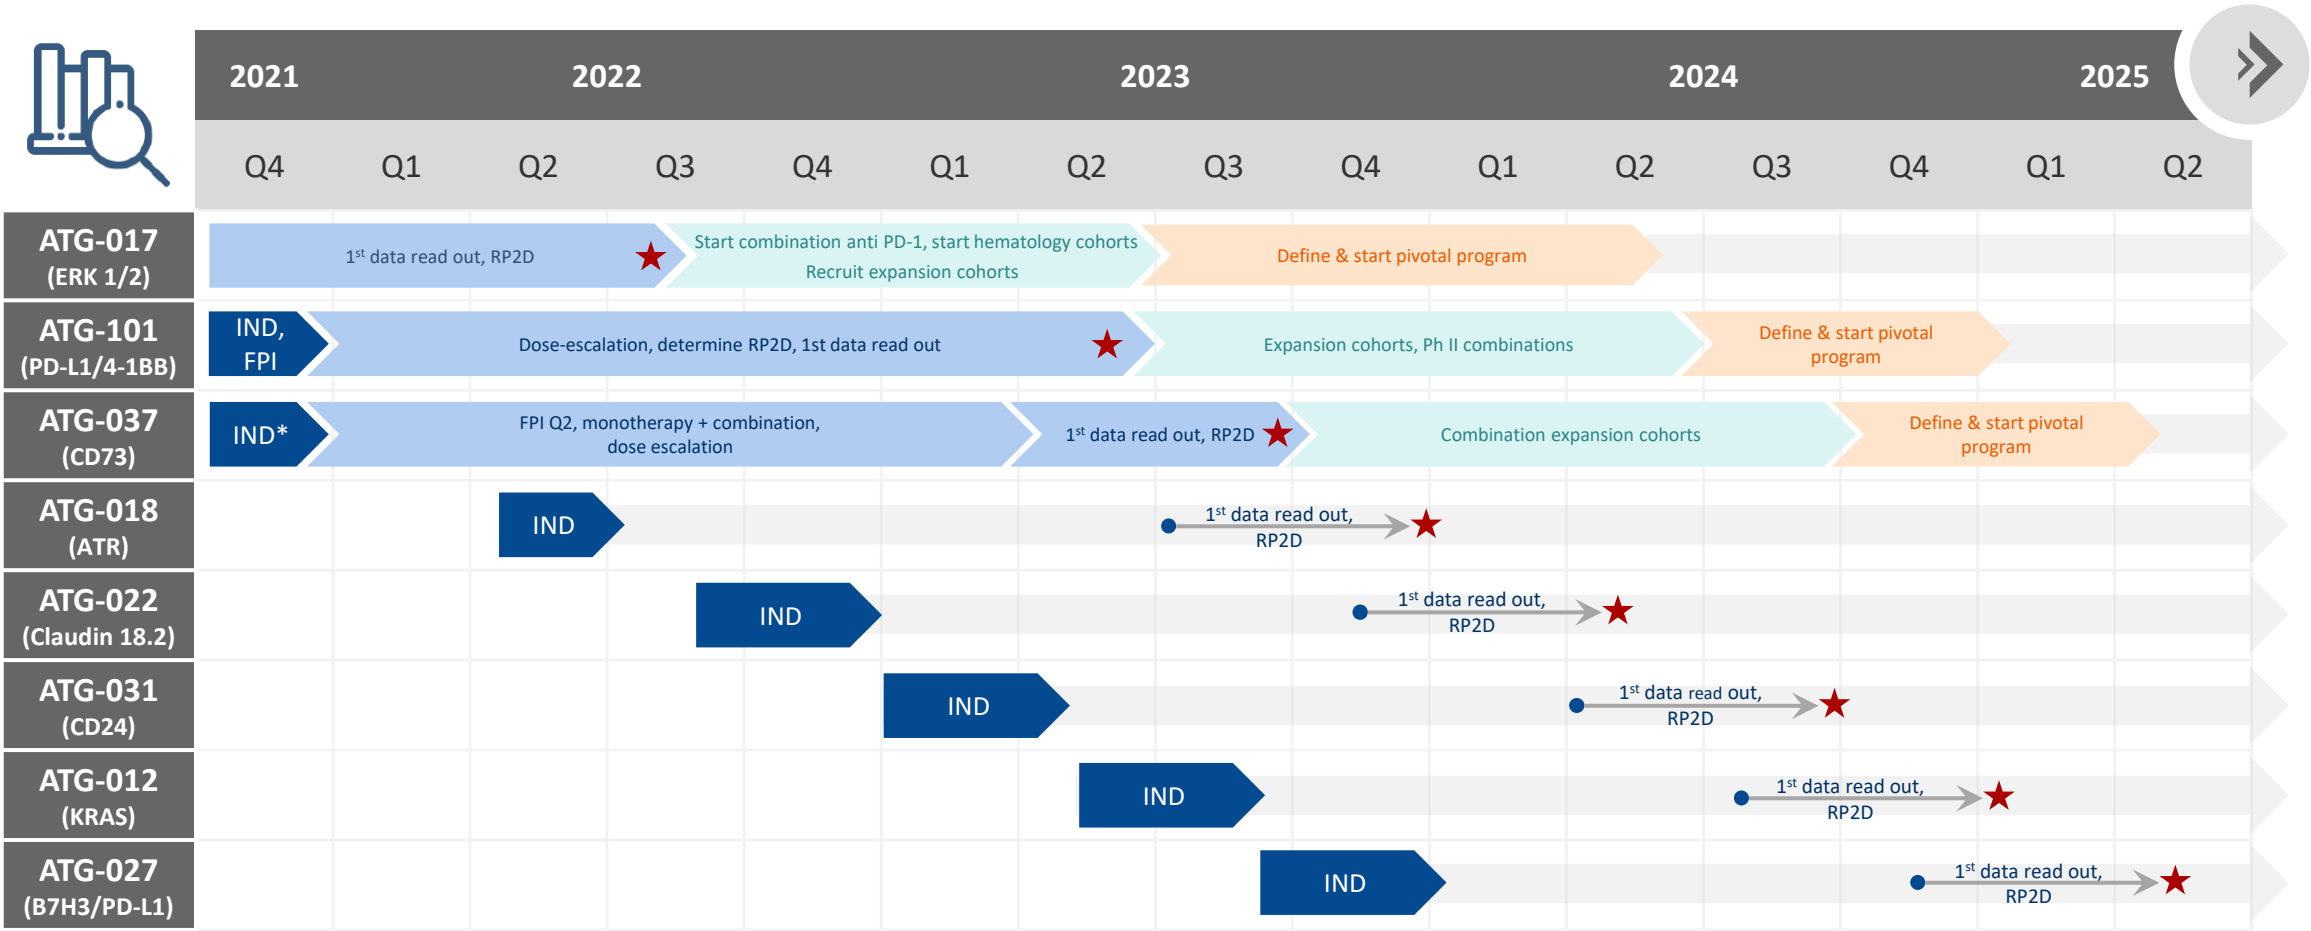 2021 2022 2023 2024 2025
Q4 Q1 Q2 Q3 Q4 Q1 Q2 Q3 Q4 Q1 Q2 Q3 Q4 Q1 Q2
ATG-017
(ERK 1/2)
1st data read out, RP2D
Start combination anti PD-1, start hematology cohorts
Recruit expansion cohorts
Define & start pivotal program
ATG-101
(PD-L1/4-1BB)
IND,
FPI
Dose-escalation, determine RP2D, 1st data read out
Expansion cohorts, Ph II combinations
Define & start pivotal
program
ATG-037
(CD73)
IND*
FPI Q2, monotherapy + combination,
dose escalation
1st data read out, RP2D
Combination expansion cohorts
Define & start pivotal
program
ATG-018
(ATR)
IND
1st data read out,
RP2D
ATG-022
(Claudin 18.2)
IND
1st data read out,
RP2D
ATG-031
(CD24)
IND
1st data read out,
RP2D
ATG-012
(KRAS)
IND
1st data read out,
RP2D
ATG-027
(B7H3/PD-L1)
IND
1st data read out,
RP2D